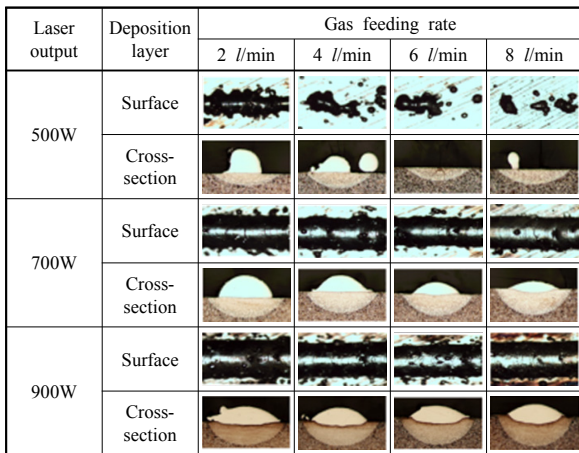 Laser output
Deposition layer
Gas feeding rate
2 l/min
4 l/min
6 l/min
8 l/min
500W
Surface
Cross-section
700W
Surface
Cross-section
900W
Surface
Cross-section